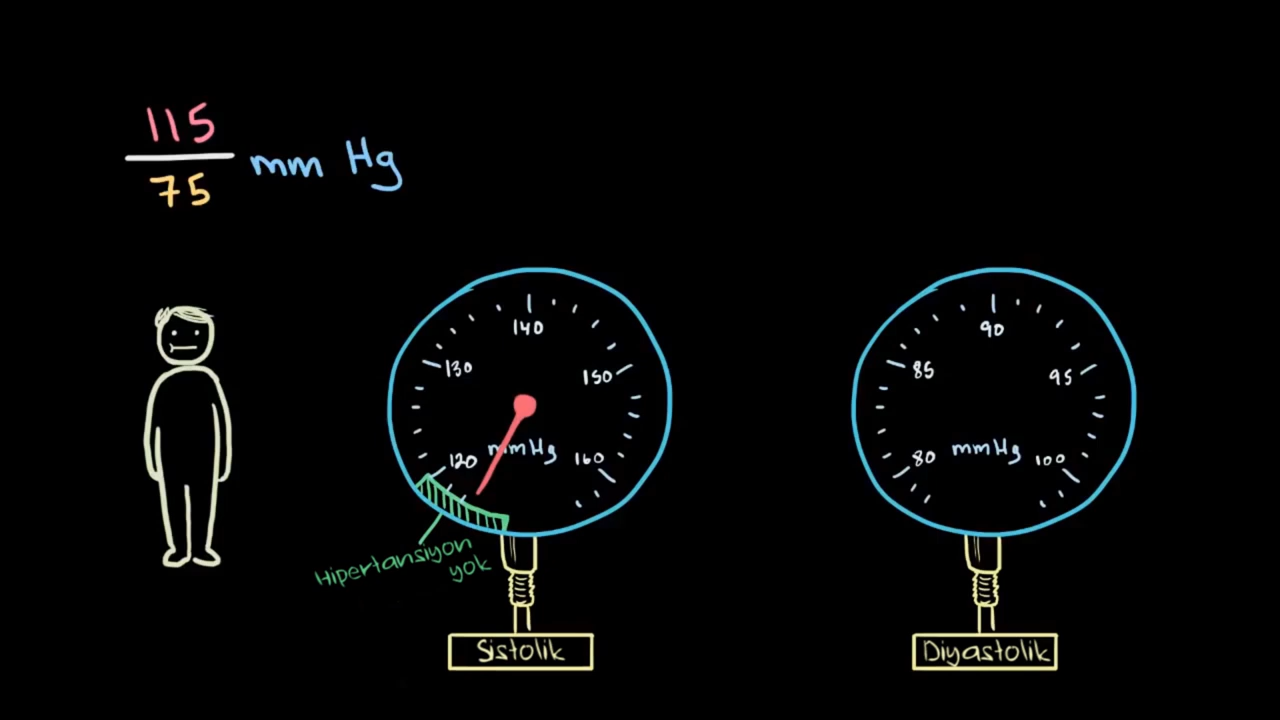 115
75
mm Hg
140
130
150
mmHg
120
160
Hipertansiyon
yok
Sistolik
90
85
95
mmHg
80
100
Diyastolik